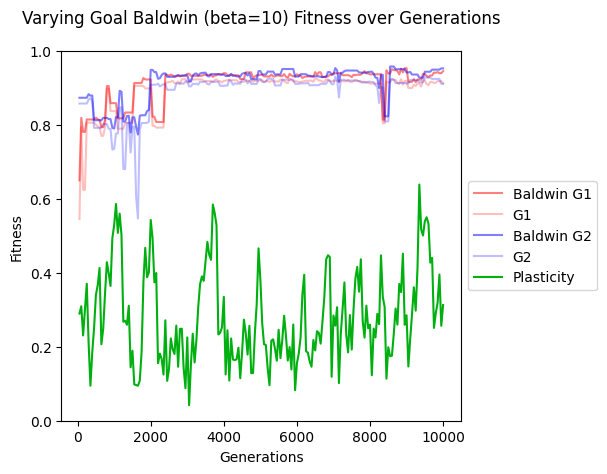 Varying Goal Baldwin (beta=10) Fitness over Generations
1.0
0.8
0.6
0.4
0.2
0.0
Fitness
0
2000
4000
6000
8000
10000
Generations
Baldwin G1
G1
Baldwin G2
G2
Plasticity